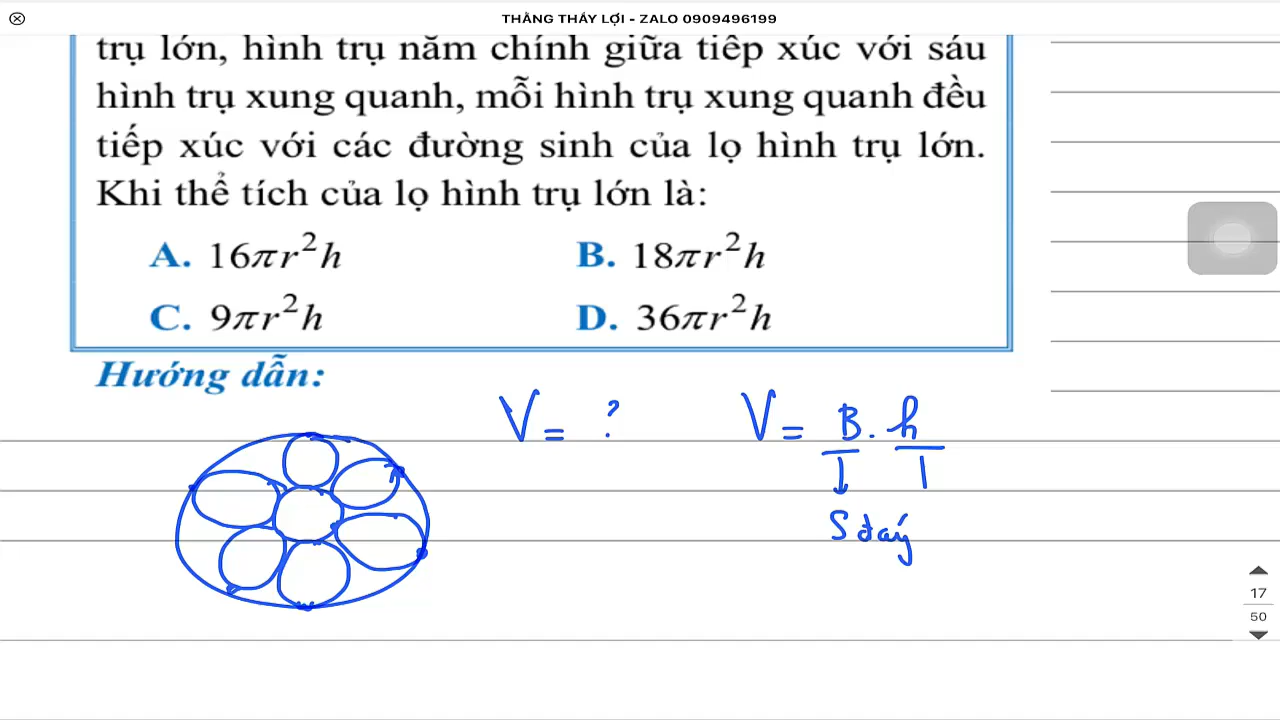 THẦNG THẦY LỢI - ZALO 0909496199
trụ lớn, hình trụ nằm chính giữa tiếp xúc với sáu
hình trụ xung quanh, mỗi hình trụ xung quanh đều
tiếp xúc với các đường sinh của lọ hình trụ lớn.
Khi thể tích của lọ hình trụ lớn là:
A. 16πr²h B. 18πr²h
C. 9πr²h D. 36πr²h
Hướng dẫn:
V = ? V = B . h
S đáy
17
50